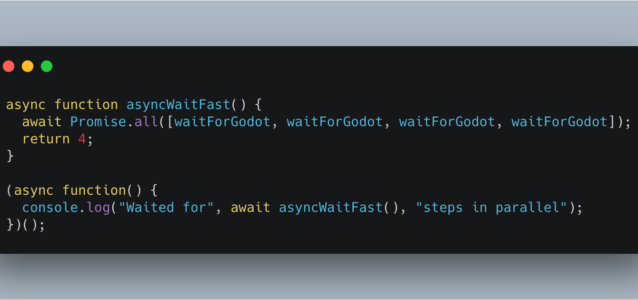 async function asyncWaitFast() {
  await Promise.all([waitForGodot, waitForGodot, waitForGodot, waitForGodot]);
  return 4;
}

(async function() {
  console.log("Waited for", await asyncWaitFast(), "steps in parallel");
})();